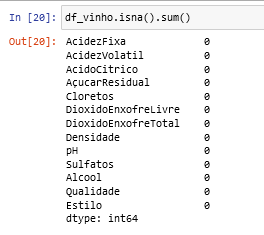 In [20]: df_vinho.isna().sum()
Out[20]: AcidezFixa 0
AcidezVolatil 0
AcidoCitrico 0
AçucarResidual 0
Cloretos 0
DioxidoEnxofreLivre 0
DioxidoEnxofreTotal 0
Densidade 0
pH 0
Sulfatos 0
Alcool 0
Qualidade 0
Estilo 0
dtype: int64